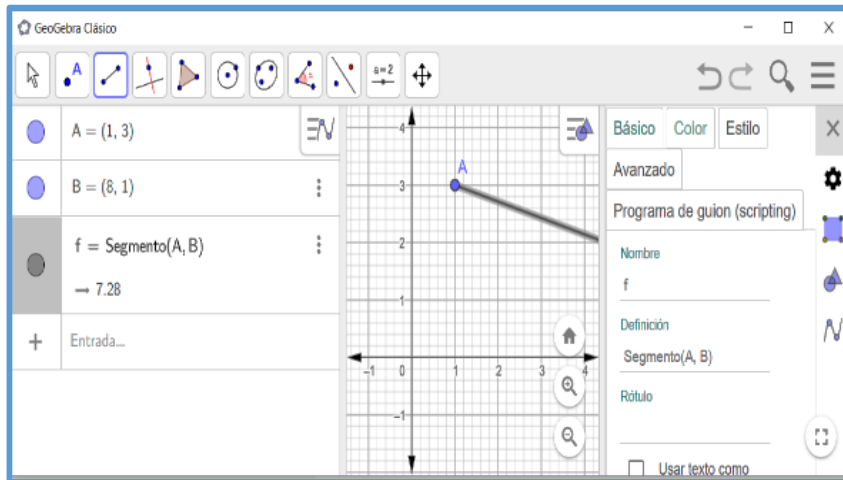 GeoGebra Clásico
A
a=2
A = (1, 3)
B = (8, 1)
f = Segmento(A, B)
→ 7.28
+ Entrada...
4
3
2
1
−1 0 1 2 3 4
−1
A
Básico Color Estilo
Avanzado
Programa de guion (scripting)
Nombre
f
Definición
Segmento(A, B)
Rótulo
Usar texto como